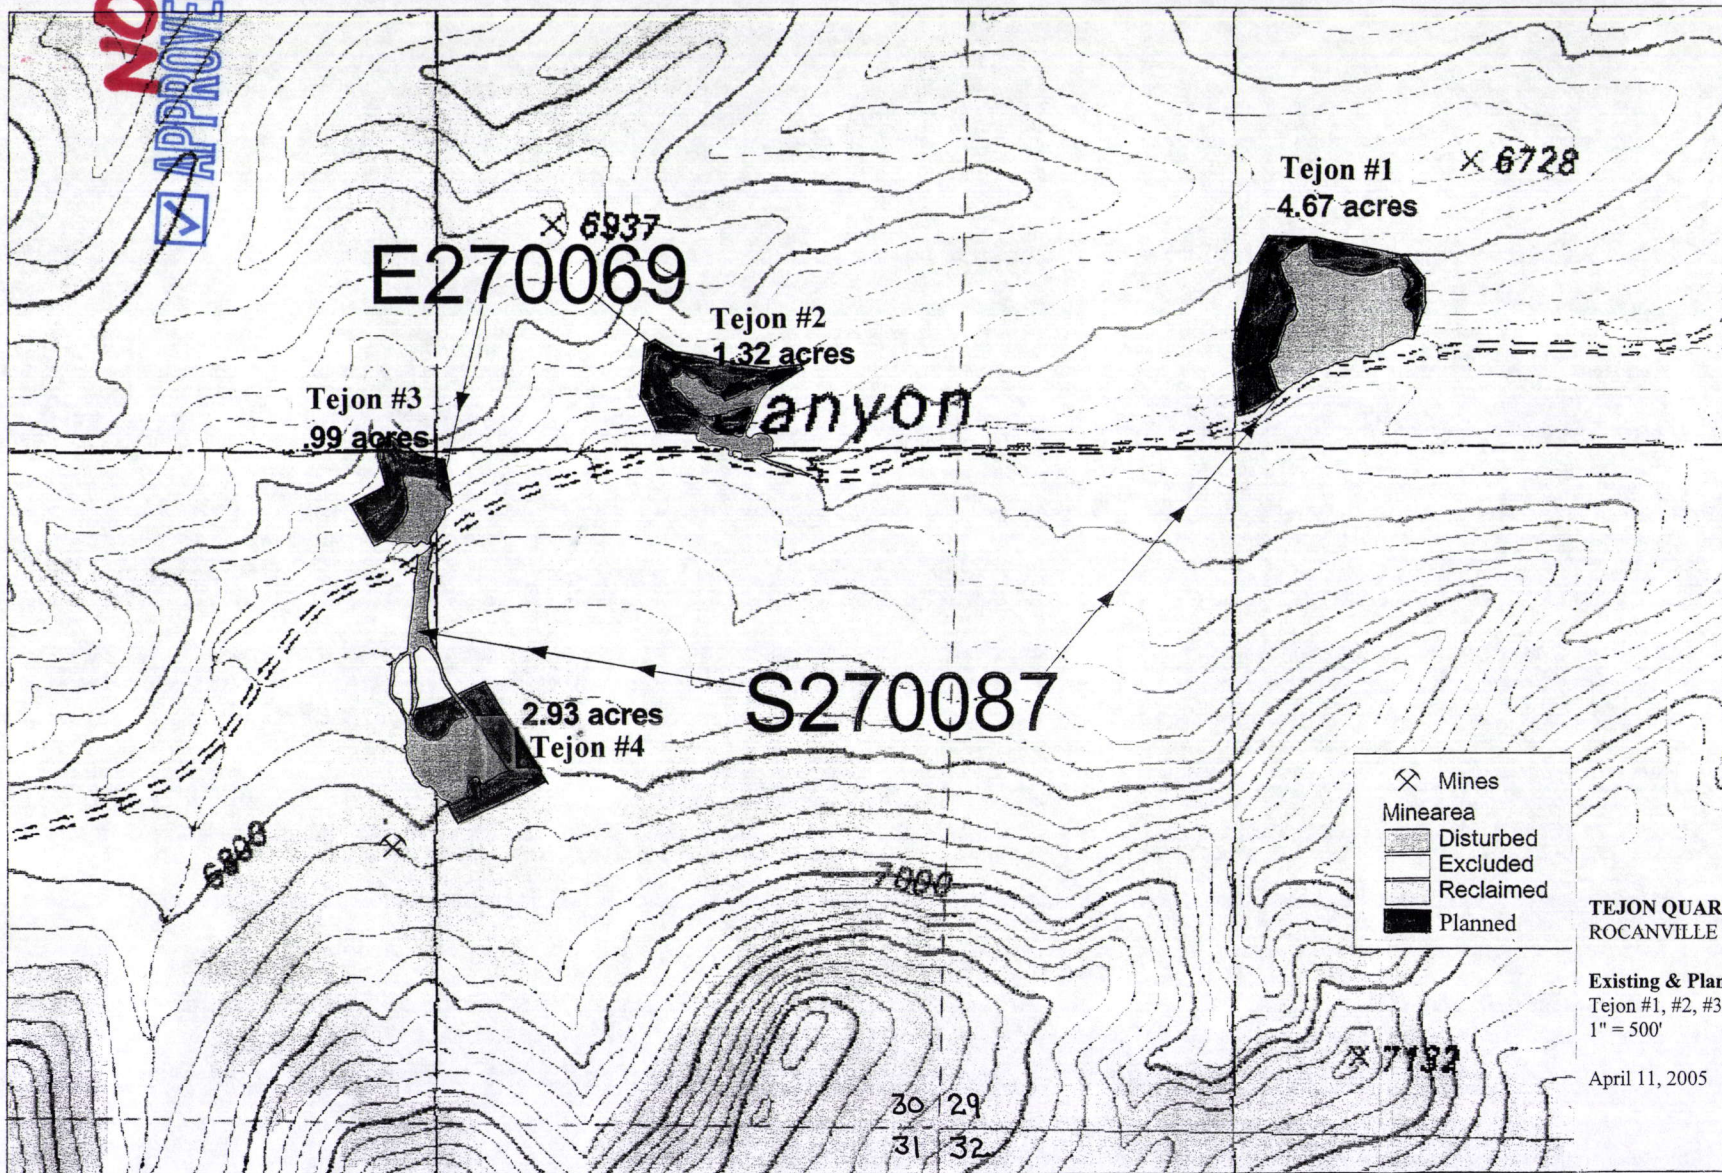 NO
APPROVE
6937
E270069
Tejon #1
4.67 acres
6728
Tejon #2
1.32 acres
anyon
Tejon #3
.99 acres
S270087
2.93 acres
Tejon #4
6800
7000
7132
30 29
31 32
Mines
Minearea
Disturbed
Excluded
Reclaimed
Planned
TEJON QUAR
ROCANVILLE
Existing & Plan
Tejon #1, #2, #3
1" = 500'
April 11, 2005